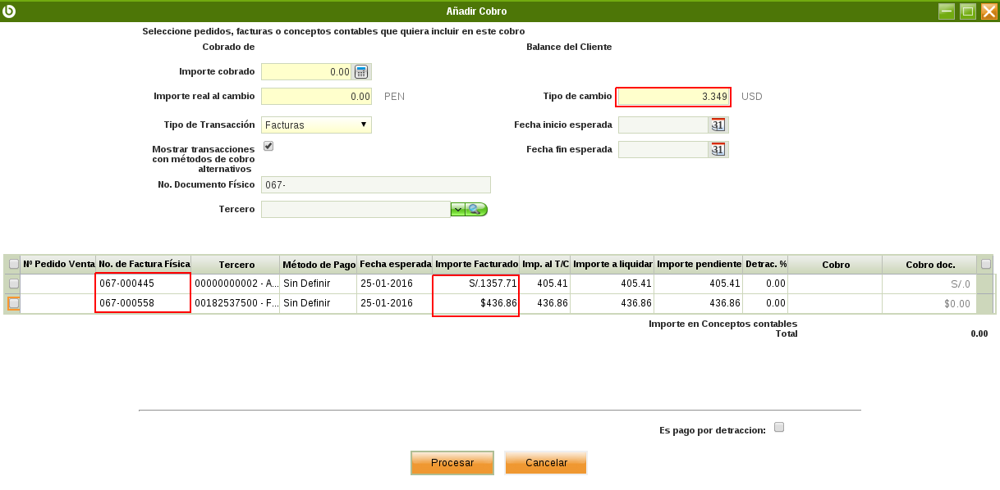 Añadir Cobro
Seleccione pedidos, facturas o conceptos contables que quiera incluir en este cobro
Cobrado de Balance del Cliente
Importe cobrado 0.00
Importe real al cambio 0.00 PEN Tipo de cambio 3.349 USD
Tipo de Transacción Facturas Fecha inicio esperada 31
Mostrar transacciones
con métodos de cobro
alternativos
Fecha fin esperada 31
No. Documento Físico 067-
Tercero
Nº Pedido Venta No. de Factura Física Tercero Método de Pago Fecha esperada Importe Facturado Imp. al T/C Importe a liquidar Importe pendiente Detrac. % Cobro Cobro doc.
067-000445 00000000002 - A... Sin Definir 25-01-2016 S/.1357.71 405.41 405.41 405.41 0.00 S/.0
067-000558 00182537500 - F... Sin Definir 25-01-2016 $436.86 436.86 436.86 436.86 0.00 $0.00
Importe en Conceptos contables
Total 0.00
Es pago por detraccion:
Procesar Cancelar